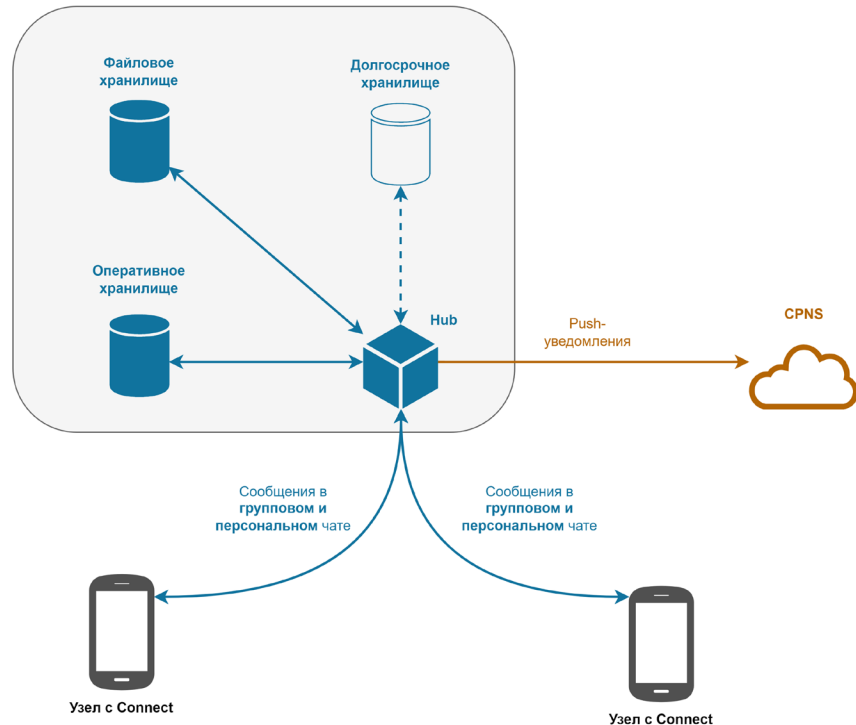 Файловое
хранилище
Долгосрочное
хранилище
Оперативное
хранилище
Hub
Push-
уведомления
CPNS
Сообщения в
групповом и
персональном чате
Сообщения в
групповом и
персональном чате
Узел с Connect
Узел с Connect